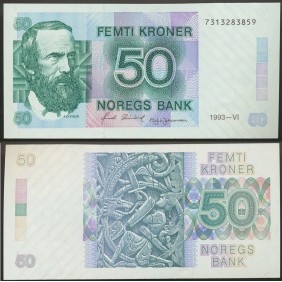 FEMTI KRONER
7313283859
50
NOREGS BANK
50
1993-VI
50
50
FEMTI
KRONER
50
NOREGS
BANK
50